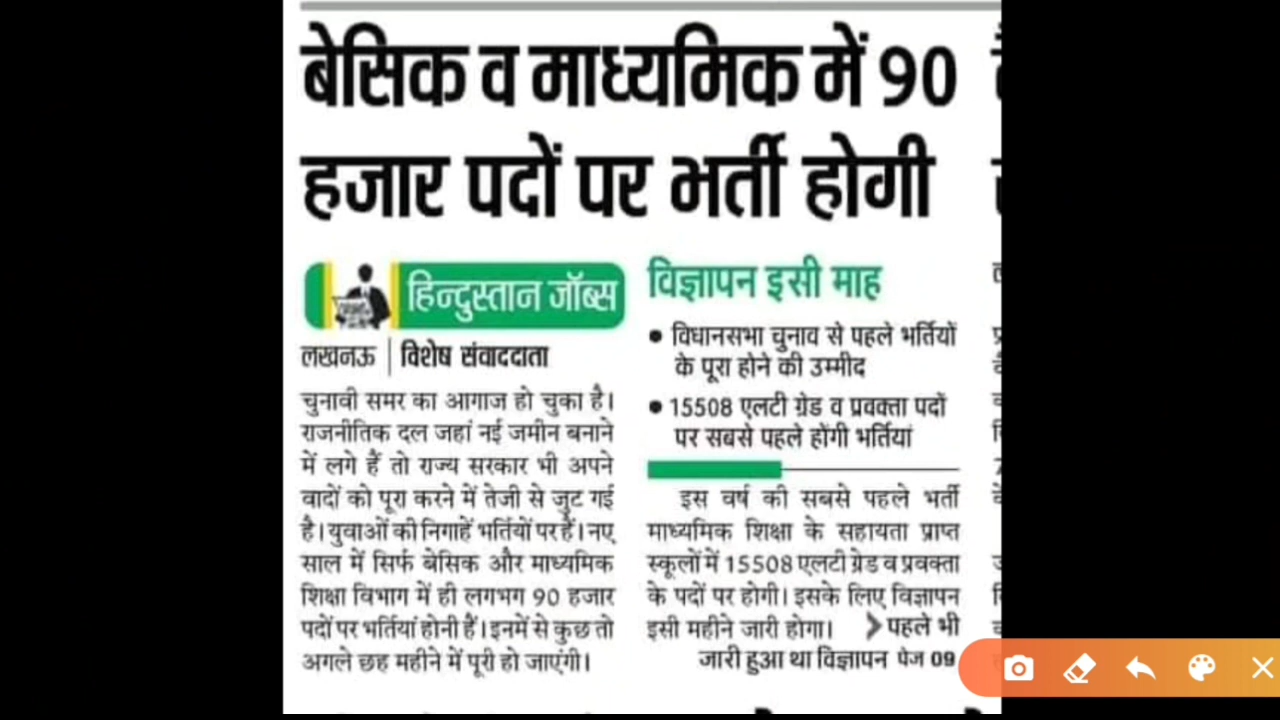 बेसिक व माध्यमिक में 90
हजार पदों पर भर्ती होगी
हिन्दुस्तान जॉब्स
लखनऊ | विशेष संवाददाता
चुनावी समर का आगाज हो चुका है।
राजनीतिक दल जहां नई जमीन बनाने
में लगे हैं तो राज्य सरकार भी अपने
वादों को पूरा करने में तेजी से जुट गई
है। युवाओं की निगाहें भर्तियों पर हैं। नए
साल में सिर्फ बेसिक और माध्यमिक
शिक्षा विभाग में ही लगभग 90 हजार
पदों पर भर्तियां होनी हैं। इनमें से कुछ तो
अगले छह महीने में पूरी हो जाएंगी।
विज्ञापन इसी माह
• विधानसभा चुनाव से पहले भर्तियों
के पूरा होने की उम्मीद
• 15508 एलटी ग्रेड व प्रवक्ता पदों
पर सबसे पहले होंगी भर्तियां
इस वर्ष की सबसे पहले भर्ती
माध्यमिक शिक्षा के सहायता प्राप्त
स्कूलों में 15508 एलटी ग्रेड व प्रवक्ता
के पदों पर होगी। इसके लिए विज्ञापन
इसी महीने जारी होगा। ❯पहले भी
जारी हुआ था विज्ञापन पेज 09